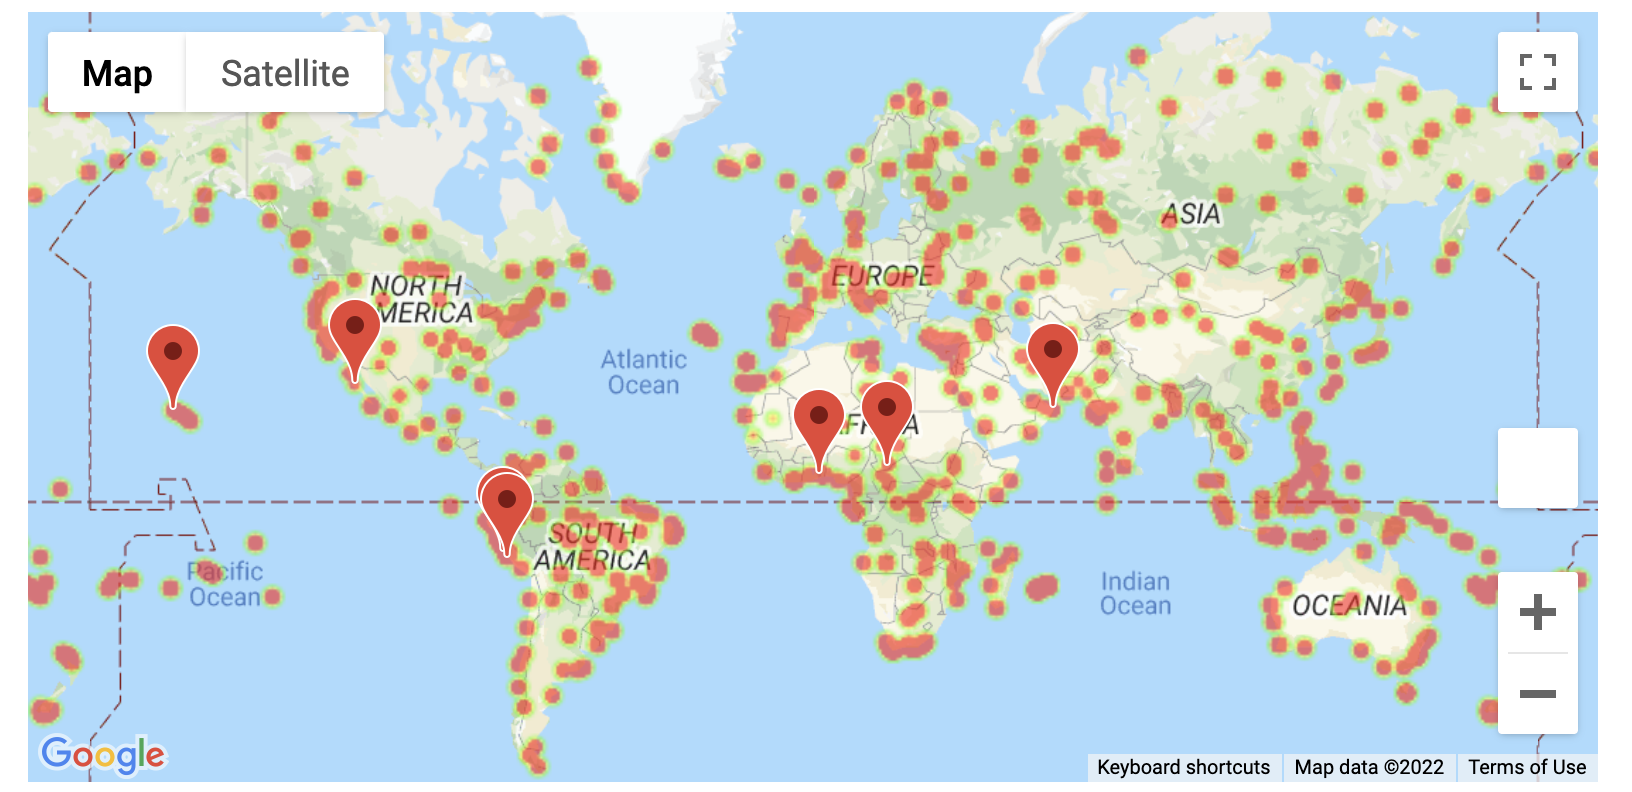 Map
Satellite
ASIA
NORTH
MERICA
EUROPE
Atlantic
Ocean
AFRICA
SOUTH
AMERICA
Pacific
Ocean
Indian
Ocean
OCEANIA
Google
Keyboard shortcuts
Map data ©2022
Terms of Use